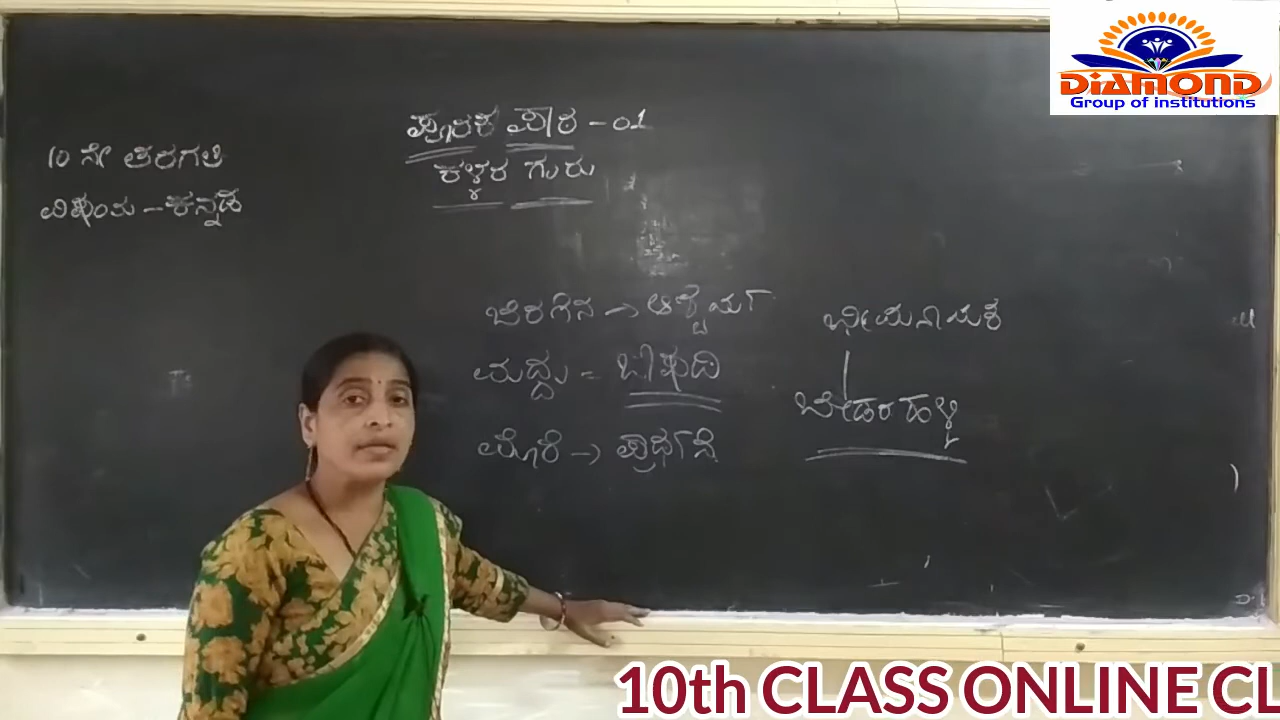 DIAMOND
Group of institutions
ಪೂರಕ ಪಾಠ - 01
ಕಳ್ಳರ ಗುರು
10 ನೇ ತರಗತಿ
ವಿಷಯ - ಕನ್ನಡ
ಬೆರಗಿನ → ಆಶ್ಚರ್ಯ
ಮದ್ದು = ಔಷಧಿ
ಮೊರೆ → ಪ್ರಾರ್ಥನೆ
ಭೀಮನಾಯಕ
ಬೇಡರಹಳ್ಳಿ
10th CLASS ONLINE CL